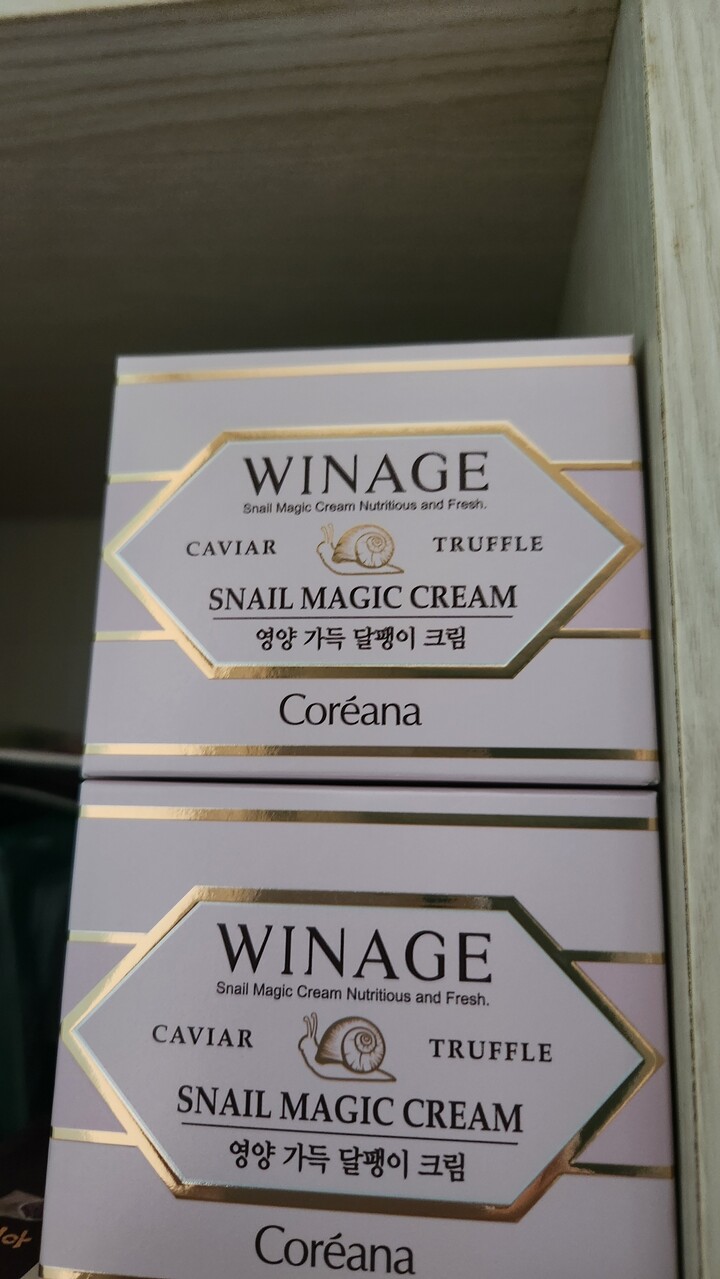 WINAGE
Snail Magic Cream Nutritious and Fresh.
CAVIAR TRUFFLE
SNAIL MAGIC CREAM
영양 가득 달팽이 크림
Coréana
WINAGE
Snail Magic Cream Nutritious and Fresh.
CAVIAR TRUFFLE
SNAIL MAGIC CREAM
영양 가득 달팽이 크림
Coréana